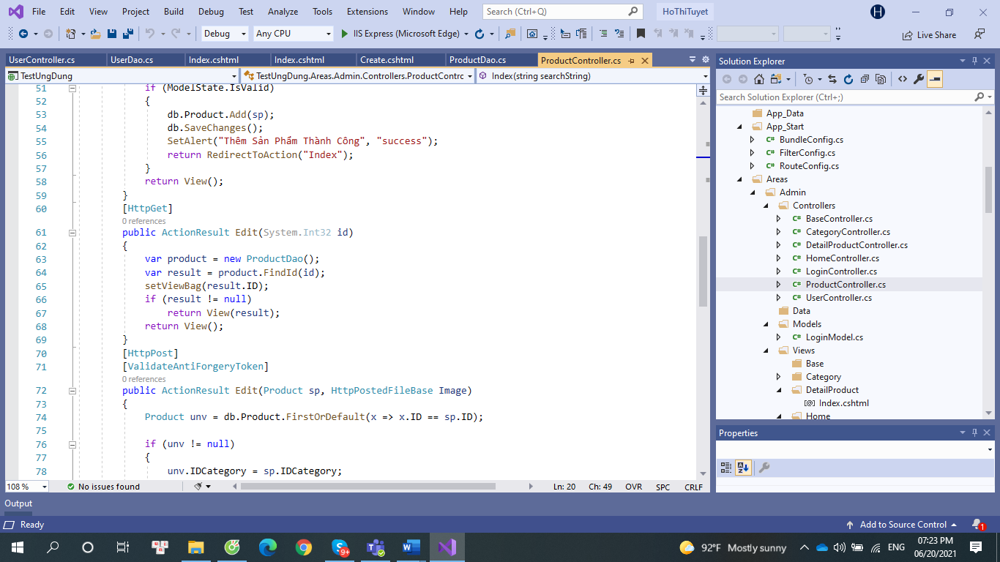 File Edit View Project Build Debug Test Analyze Tools Extensions Window Help Search (Ctrl+Q) HoThiTuyet H
Debug Any CPU IIS Express (Microsoft Edge) Live Share
UserController.cs UserDao.cs Index.cshtml Index.cshtml Create.cshtml ProductDao.cs ProductController.cs
TestUngDung TestUngDung.Areas.Admin.Controllers.ProductContrc Index(string searchString)
51 if (ModelState.IsValid)
52 {
53 db.Product.Add(sp);
54 db.SaveChanges();
55 SetAlert("Thêm Sản Phẩm Thành Công", "success");
56 return RedirectToAction("Index");
57 }
58 return View();
59 }
60 [HttpGet]
0 references
61 public ActionResult Edit(System.Int32 id)
62 {
63 var product = new ProductDao();
64 var result = product.FindId(id);
65 setViewBag(result.ID);
66 if (result != null)
67 return View(result);
68 return View();
69 }
70 [HttpPost]
71 [ValidateAntiForgeryToken]
0 references
72 public ActionResult Edit(Product sp, HttpPostedFileBase Image)
73 {
74 Product unv = db.Product.FirstOrDefault(x => x.ID == sp.ID);
75
76 if (unv != null)
77 {
78 unv.IDCategory = sp.IDCategory;
108 % No issues found Ln: 20 Ch: 49 OVR SPC CRLF
Solution Explorer
Search Solution Explorer (Ctrl+;)
App_Data
App_Start
C# BundleConfig.cs
C# FilterConfig.cs
C# RouteConfig.cs
Areas
Admin
Controllers
C# BaseController.cs
C# CategoryController.cs
C# DetailProductController.cs
C# HomeController.cs
C# LoginController.cs
C# ProductController.cs
C# UserController.cs
Data
Models
C# LoginModel.cs
Views
Base
Category
DetailProduct
[@] Index.cshtml
Home
Properties
Output
Ready Add to Source Control 1
9+ 92°F Mostly sunny ENG 07:23 PM
06/20/2021